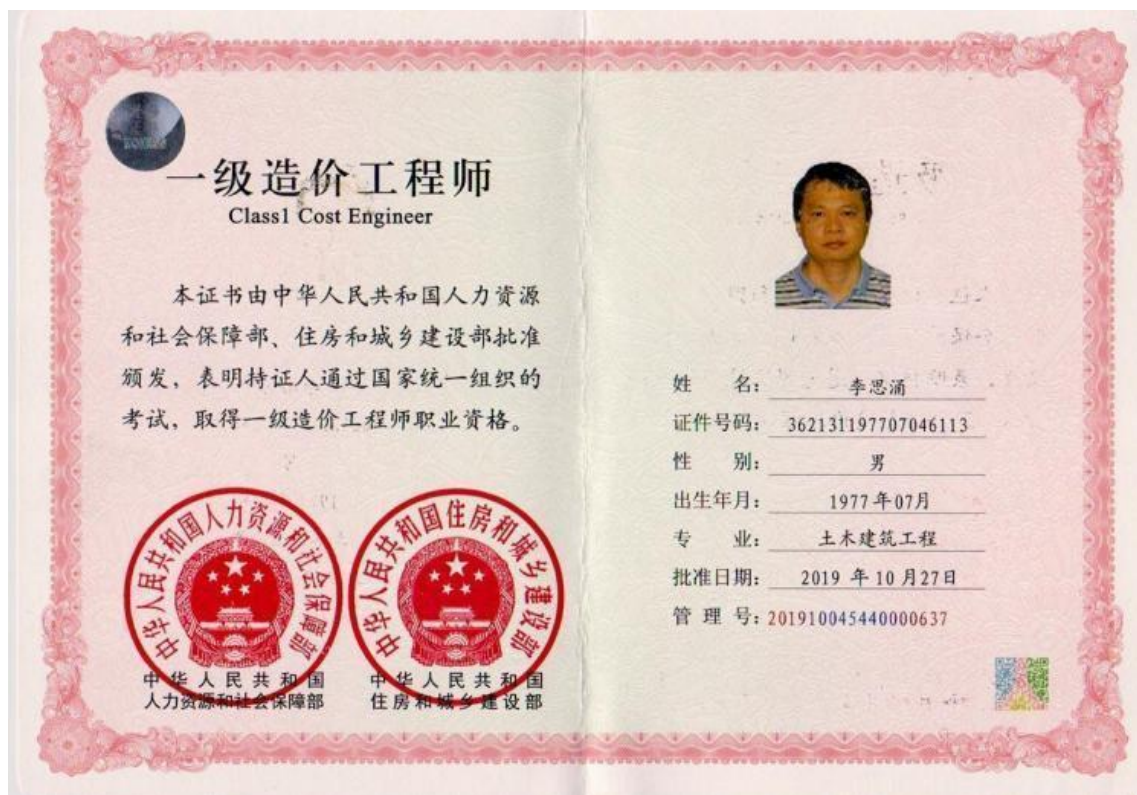 一级造价工程师
Class1 Cost Engineer
本证书由中华人民共和国人力资源
和社会保障部、住房和城乡建设部批准
颁发,表明持证人通过国家统一组织的
考试,取得一级造价工程师职业资格。
中华人民共和国人力资源和社会保障部
中华人民共和国住房和城乡建设部
中华人民共和国
人力资源和社会保障部
中华人民共和国
住房和城乡建设部
姓 名: 李思涌
证件号码: 362131197707046113
性 别: 男
出生年月: 1977年07月
专 业: 土木建筑工程
批准日期: 2019 年 10 月27日
管 理 号: 201910045440000637